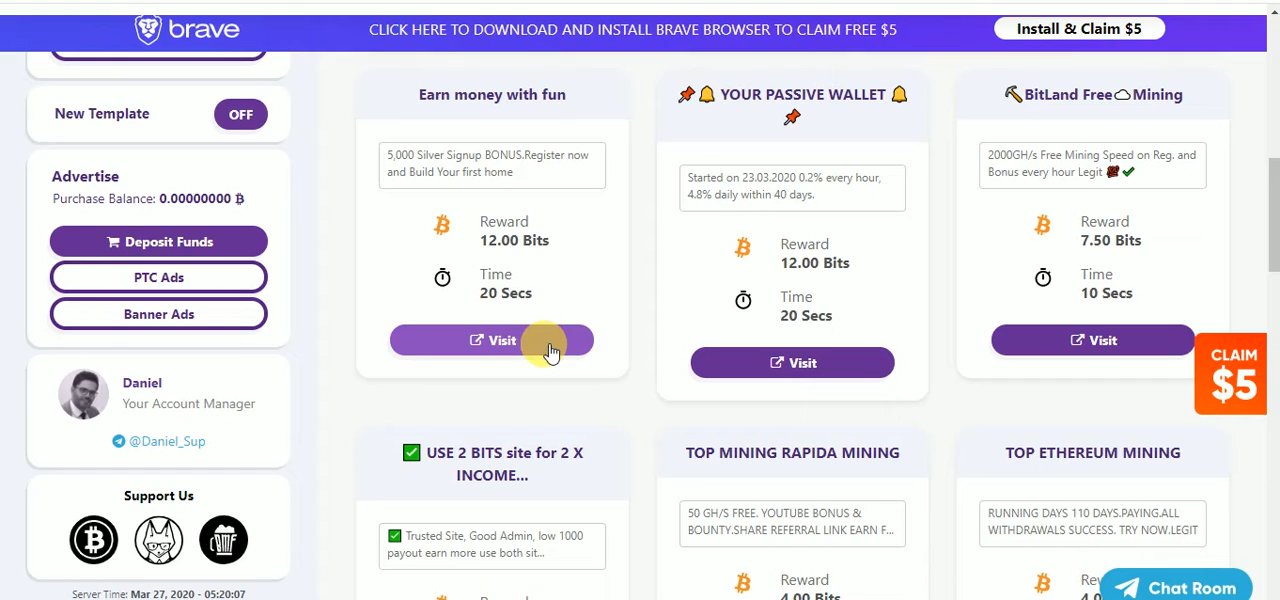 brave
CLICK HERE TO DOWNLOAD AND INSTALL BRAVE BROWSER TO CLAIM FREE $5
Install & Claim $5
New Template
OFF
Advertise
Purchase Balance: 0.00000000 ₿
Deposit Funds
PTC Ads
Banner Ads
Daniel
Your Account Manager
@Daniel_Sup
Support Us
Server Time: Mar 27, 2020 - 05:20:07
Earn money with fun
5,000 Silver Signup BONUS.Register now
and Build Your first home
Reward
12.00 Bits
Time
20 Secs
Visit
📌🔔 YOUR PASSIVE WALLET 🔔
📌
Started on 23.03.2020 0.2% every hour,
4.8% daily within 40 days.
Reward
12.00 Bits
Time
20 Secs
Visit
⛏BitLand Free☁Mining
2000GH/s Free Mining Speed on Reg. and
Bonus every hour Legit 💯 ✔
Reward
7.50 Bits
Time
10 Secs
Visit
CLAIM
$5
✅ USE 2 BITS site for 2 X
INCOME...
✅ Trusted Site, Good Admin, low 1000
payout earn more use both sit...
TOP MINING RAPIDA MINING
50 GH/S FREE. YOUTUBE BONUS &
BOUNTY.SHARE REFERRAL LINK EARN F...
Reward
4.00 Bits
TOP ETHEREUM MINING
RUNNING DAYS 110 DAYS.PAYING.ALL
WITHDRAWALS SUCCESS. TRY NOW.LEGIT
Chat Room